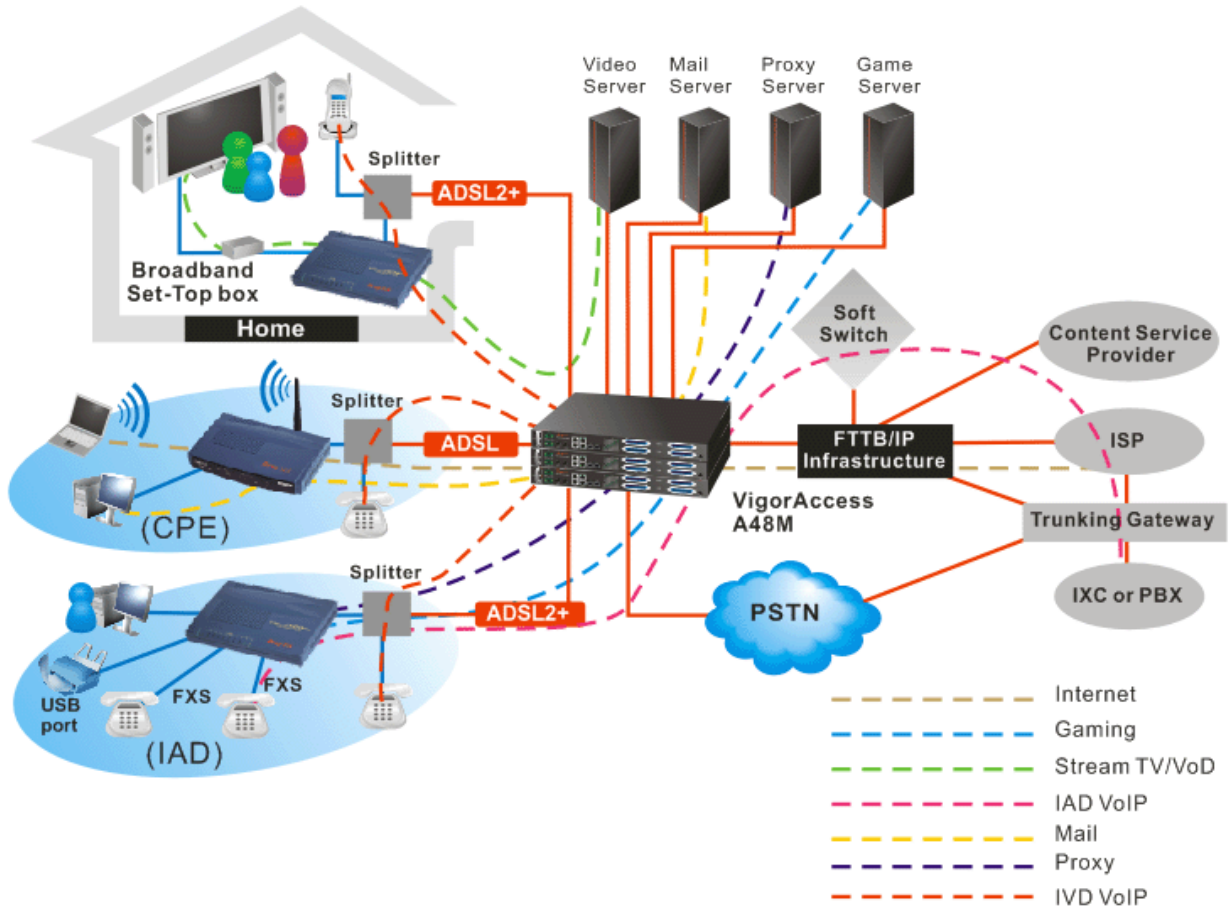 Video
Server
Mail
Server
Proxy
Server
Game
Server
Splitter
ADSL2+
Broadband
Set-Top box
Home
Soft
Switch
Content Service
Provider
Splitter
ADSL
FTTB/IP
Infrastructure
ISP
VigorAccess
A48M
(CPE)
Trunking Gateway
Splitter
ADSL2+
PSTN
IXC or PBX
FXS
FXS
USB
port
(IAD)
Internet
Gaming
Stream TV/VoD
IAD VoIP
Mail
Proxy
IVD VoIP